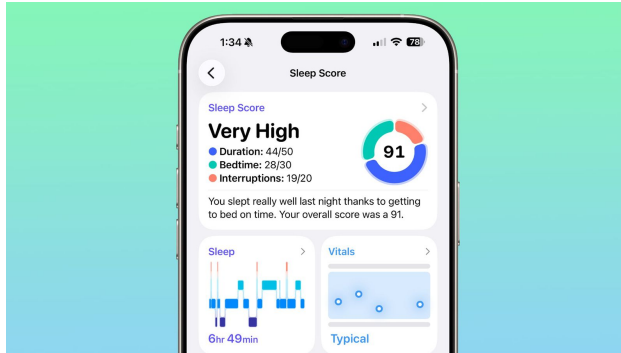 1:34
78
Sleep Score
Sleep Score
Very High
Duration: 44/50
Bedtime: 28/30
Interruptions: 19/20
91
You slept really well last night thanks to getting
to bed on time. Your overall score was a 91.
Sleep
Vitals
6hr 49min
Typical